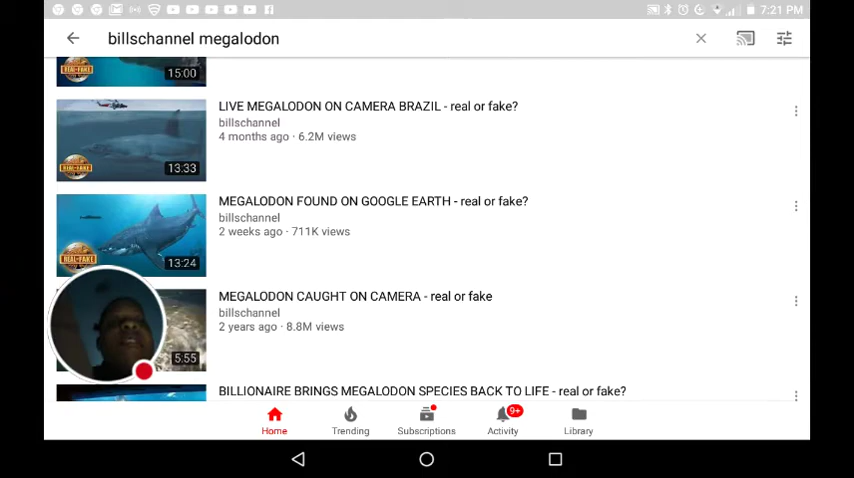 7:21 PM
billschannel megalodon
15:00
LIVE MEGALODON ON CAMERA BRAZIL - real or fake?
billschannel
4 months ago · 6.2M views
13:33
REAL-FAKE
MEGALODON FOUND ON GOOGLE EARTH - real or fake?
billschannel
2 weeks ago · 711K views
13:24
REAL-FAKE
MEGALODON CAUGHT ON CAMERA - real or fake
billschannel
2 years ago · 8.8M views
5:55
BILLIONAIRE BRINGS MEGALODON SPECIES BACK TO LIFE - real or fake?
9+
Home Trending Subscriptions Activity Library